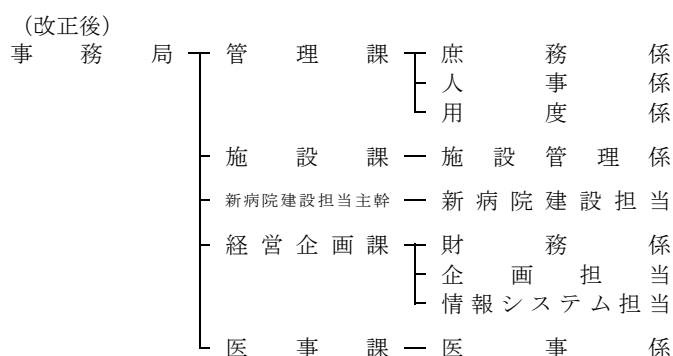 （改正後）
事務局 管理課 庶務係
人事係
用度係
施設課 施設管理係
新病院建設担当主幹 新病院建設担当
経営企画課 財務係
企画担当
情報システム担当
医事課 医事係